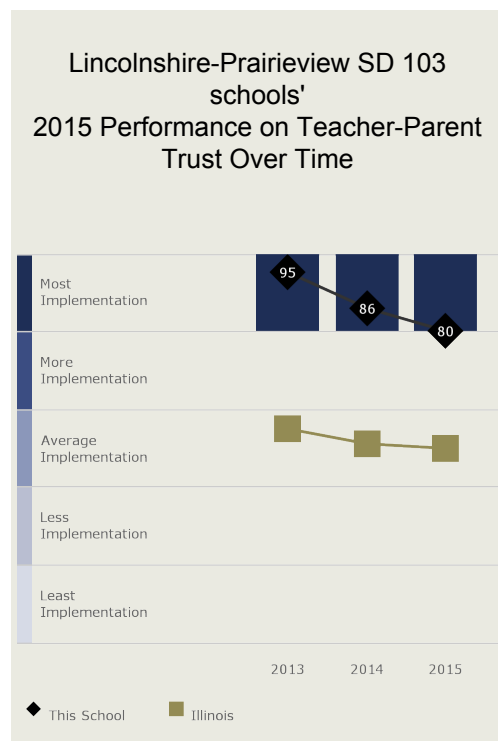 Lincolnshire-Prairieview SD 103
schools'
2015 Performance on Teacher-Parent
Trust Over Time
Most
Implementation
95
86
80
More
Implementation
Average
Implementation
Less
Implementation
Least
Implementation
2013 2014 2015
This School Illinois